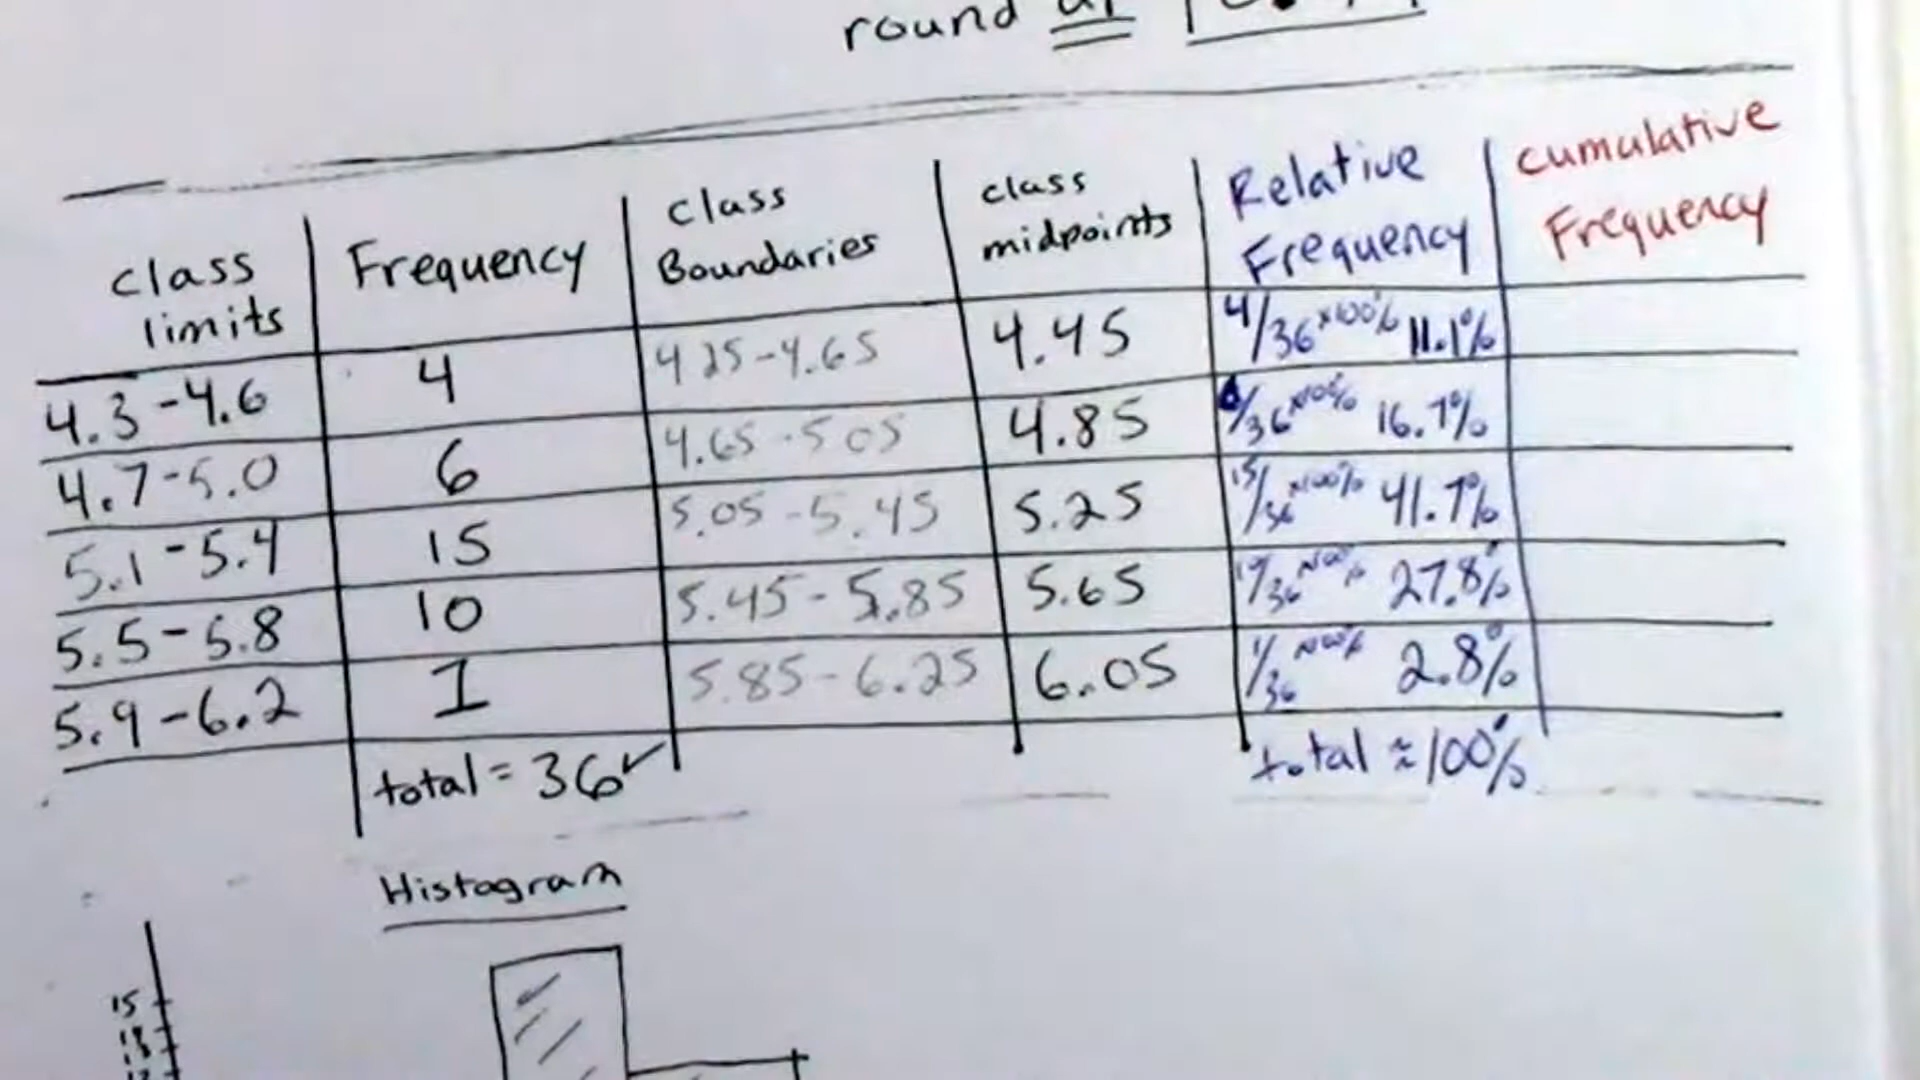 round up
class limits | Frequency | class Boundaries | class midpoints | Relative Frequency | cumulative Frequency
4.3-4.6 | 4 | 4.25-4.65 | 4.45 | 4/36 x100% 11.1%
4.7-5.0 | 6 | 4.65-5.05 | 4.85 | 6/36 x100% 16.7%
5.1-5.4 | 15 | 5.05-5.45 | 5.25 | 15/36 x100% 41.7%
5.5-5.8 | 10 | 5.45-5.85 | 5.65 | 10/36 x100% 27.8%
5.9-6.2 | 1 | 5.85-6.25 | 6.05 | 1/36 x100% 2.8%
total = 36 ✓ | total ≈ 100%
Histogram
15